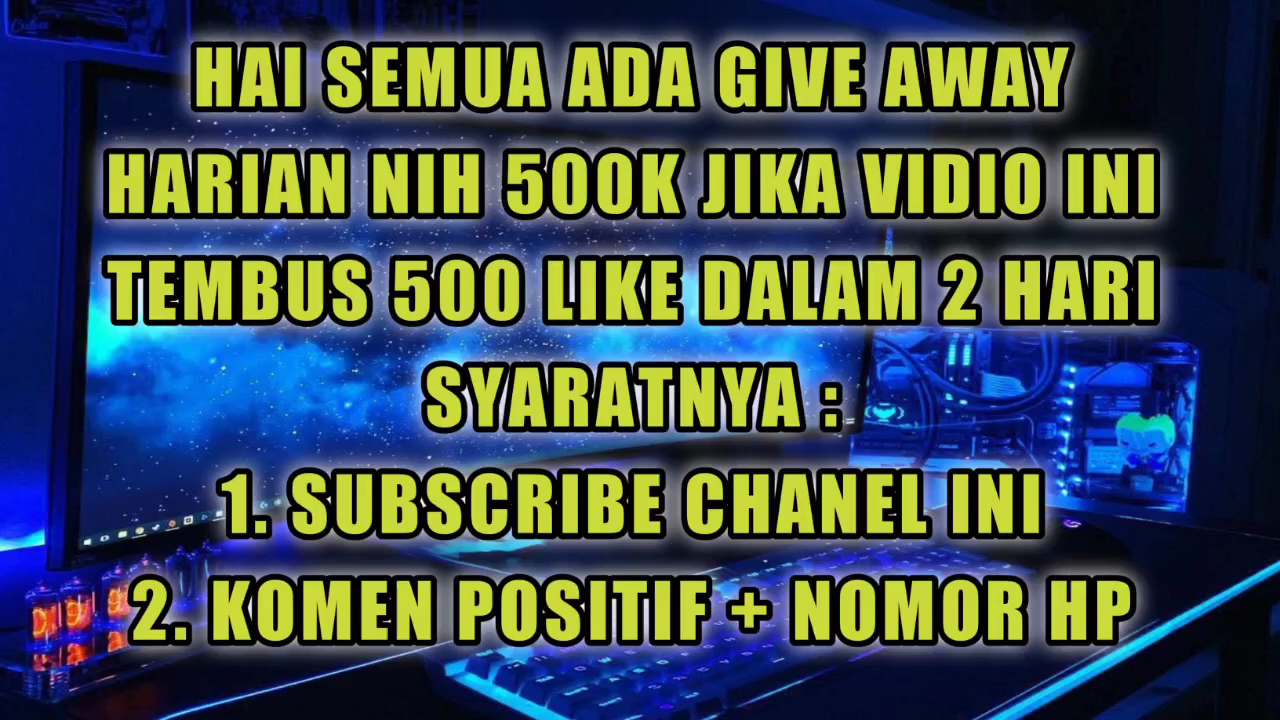 HAI SEMUA ADA GIVE AWAY
HARIAN NIH 500K JIKA VIDIO INI
TEMBUS 500 LIKE DALAM 2 HARI
SYARATNYA :
1. SUBSCRIBE CHANEL INI
2. KOMEN POSITIF + NOMOR HP